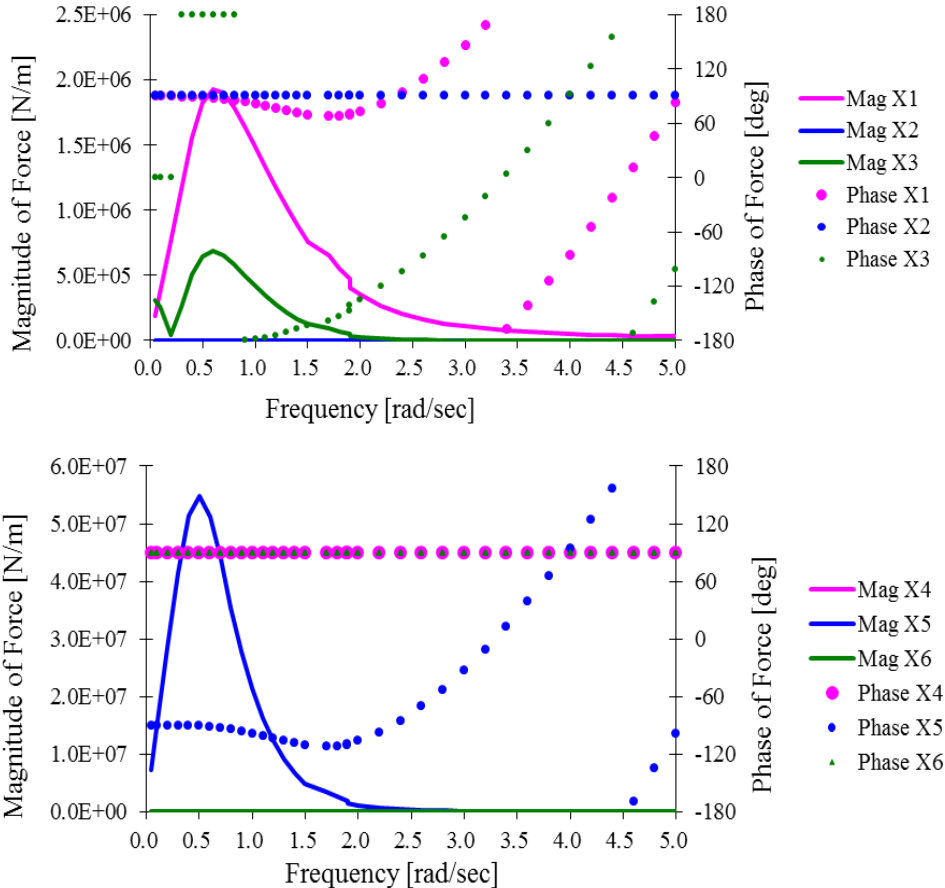 Magnitude of Force [N/m]
2.5E+06
2.0E+06
1.5E+06
1.0E+06
5.0E+05
0.0E+00
0.0 0.5 1.0 1.5 2.0 2.5 3.0 3.5 4.0 4.5 5.0
Frequency [rad/sec]
180
120
60
0
-60
-120
-180
Phase of Force [deg]
Mag X1
Mag X2
Mag X3
Phase X1
Phase X2
Phase X3
Magnitude of Force [N/m]
6.0E+07
5.0E+07
4.0E+07
3.0E+07
2.0E+07
1.0E+07
0.0E+00
0.0 0.5 1.0 1.5 2.0 2.5 3.0 3.5 4.0 4.5 5.0
Frequency [rad/sec]
180
120
60
0
-60
-120
-180
Phase of Force [deg]
Mag X4
Mag X5
Mag X6
Phase X4
Phase X5
Phase X6